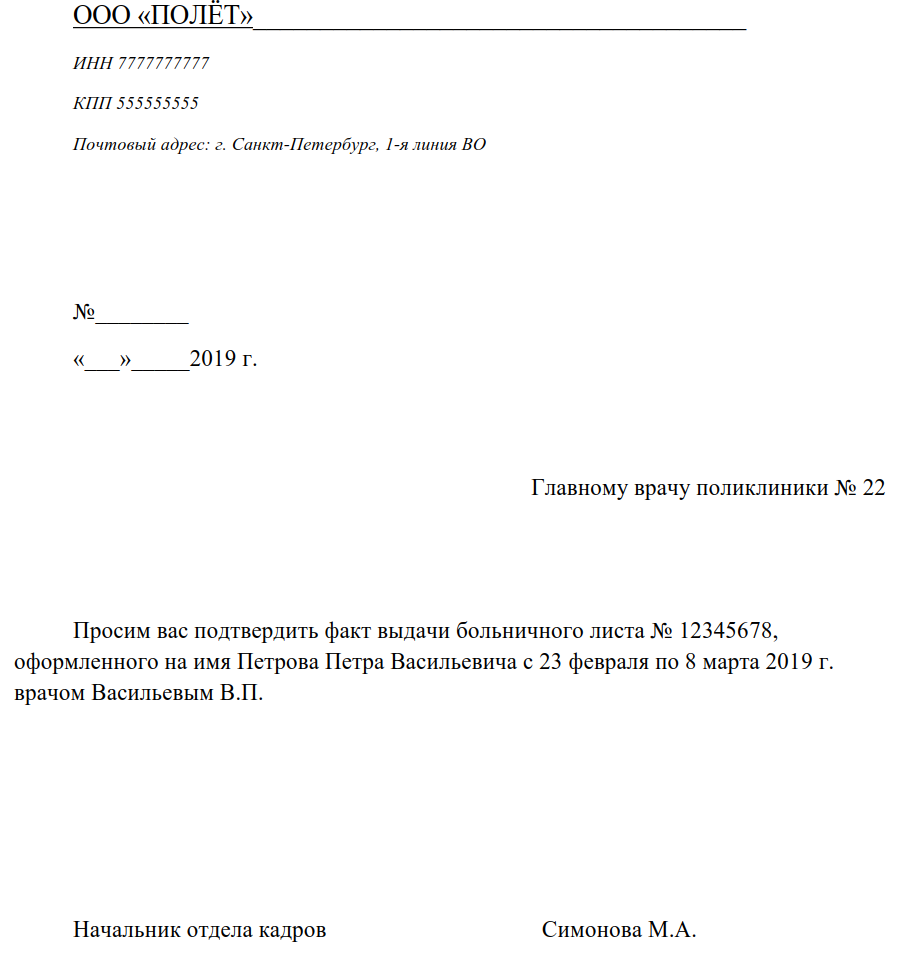 ООО «ПОЛЁТ»___________________________________
ИНН 7777777777
КПП 555555555
Почтовый адрес: г. Санкт-Петербург, 1-я линия ВО
№________
«___»_____2019 г.
Главному врачу поликлиники № 22
Просим вас подтвердить факт выдачи больничного листа № 12345678,
оформленного на имя Петрова Петра Васильевича с 23 февраля по 8 марта 2019 г.
врачом Васильевым В.П.
Начальник отдела кадров Симонова М.А.